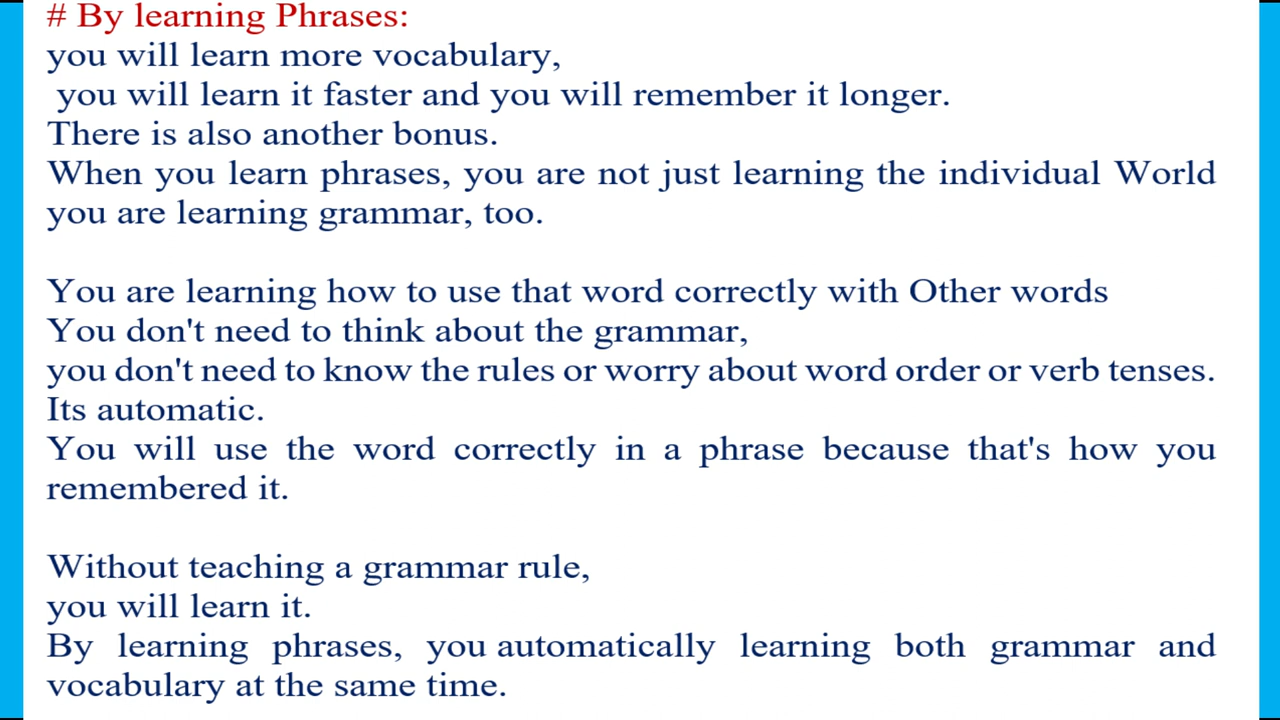 # By learning Phrases:
you will learn more vocabulary,
you will learn it faster and you will remember it longer.
There is also another bonus.
When you learn phrases, you are not just learning the individual World
you are learning grammar, too.
You are learning how to use that word correctly with Other words
You don't need to think about the grammar,
you don't need to know the rules or worry about word order or verb tenses.
Its automatic.
You will use the word correctly in a phrase because that's how you
remembered it.
Without teaching a grammar rule,
you will learn it.
By learning phrases, you automatically learning both grammar and
vocabulary at the same time.